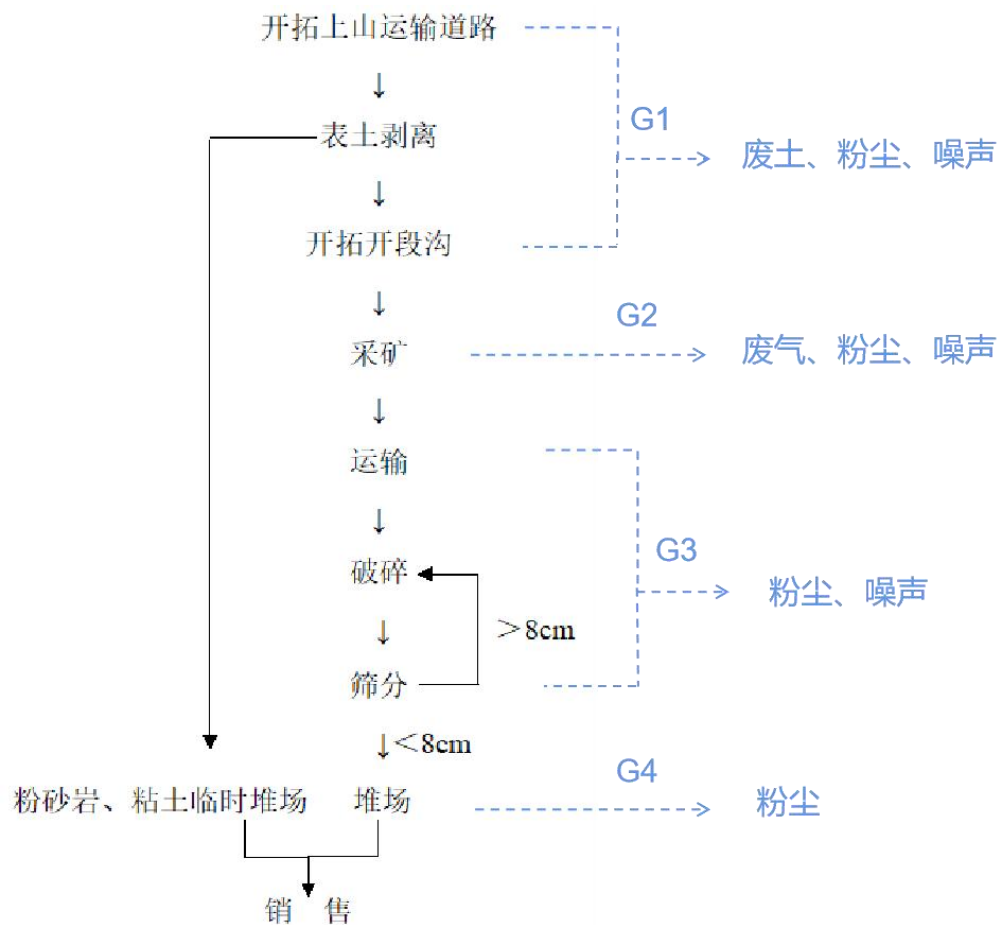 开拓上山运输道路
G1
表土剥离
废土、粉尘、噪声
开拓开段沟
G2
采矿
废气、粉尘、噪声
运输
G3
破碎
粉尘、噪声
＞8cm
筛分
＜8cm
G4
粉砂岩、粘土临时堆场
堆场
粉尘
销 售